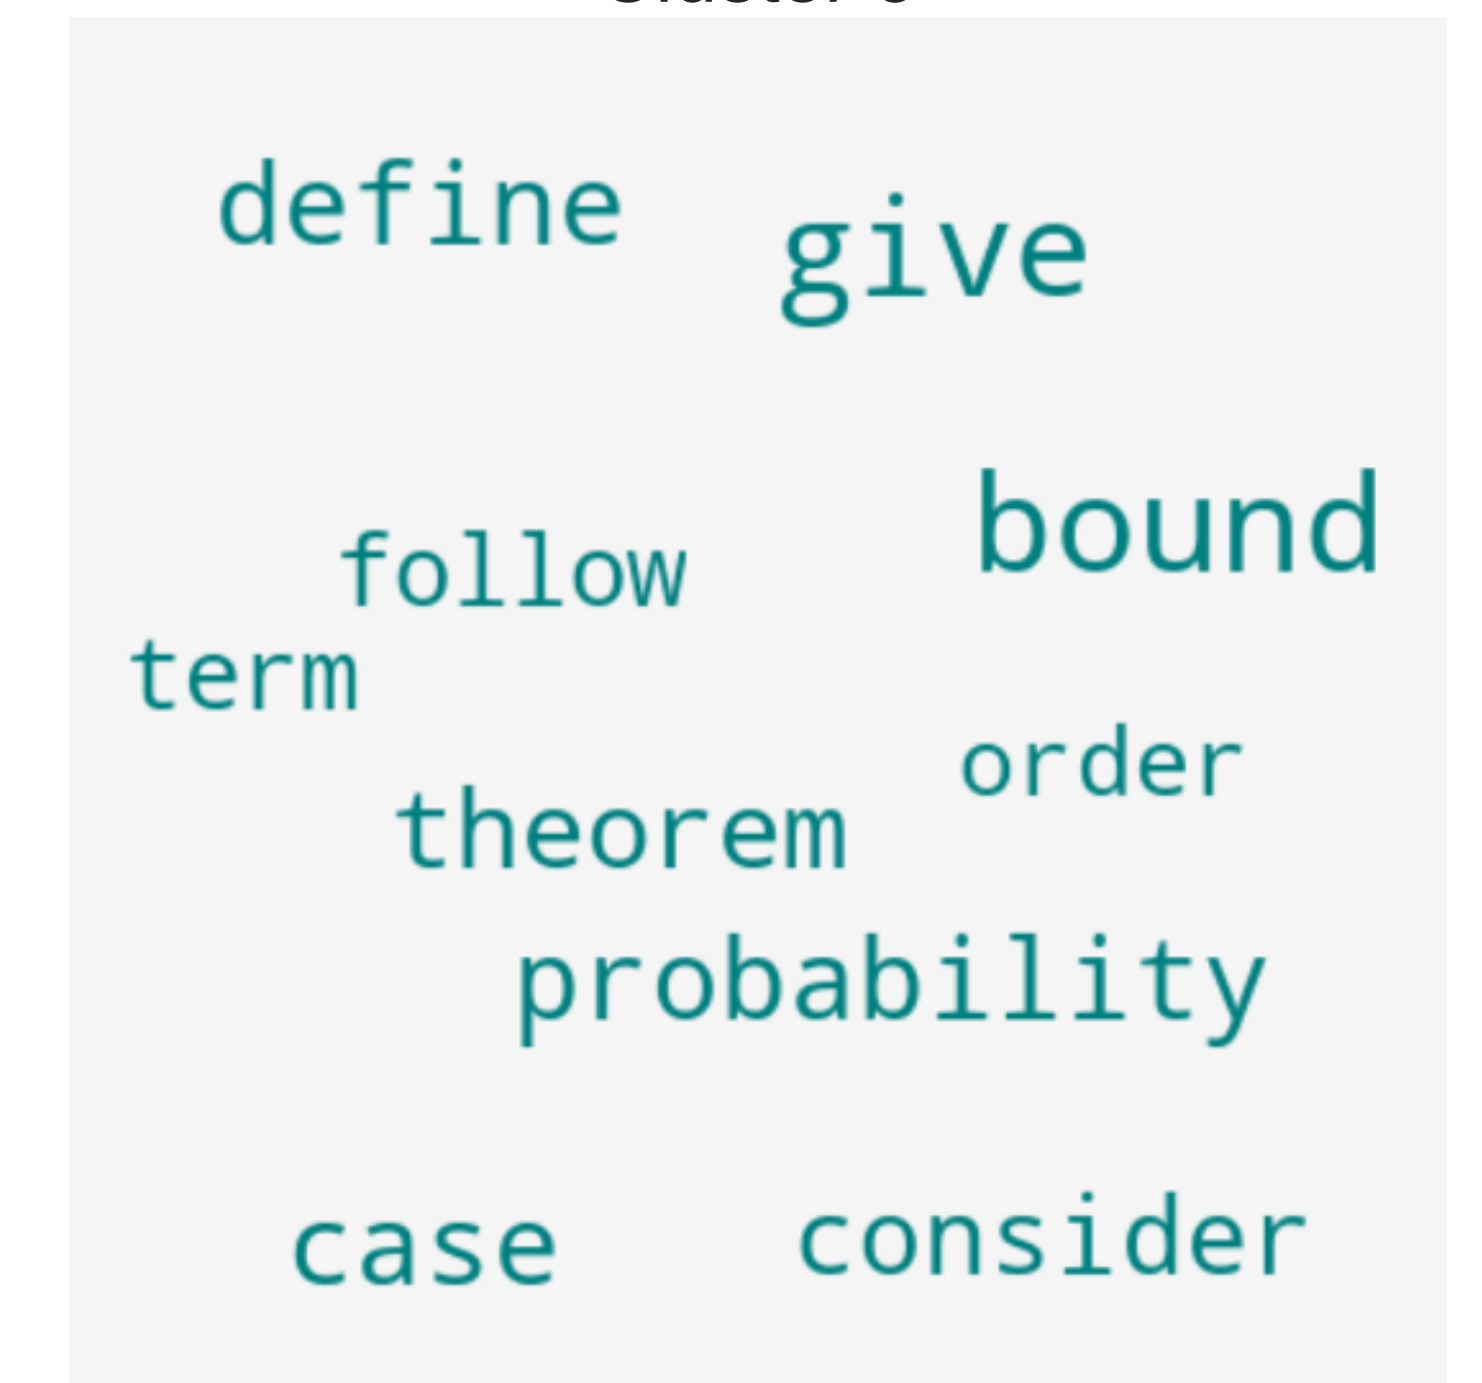 define
give
bound
follow
term
order
theorem
probability
case
consider